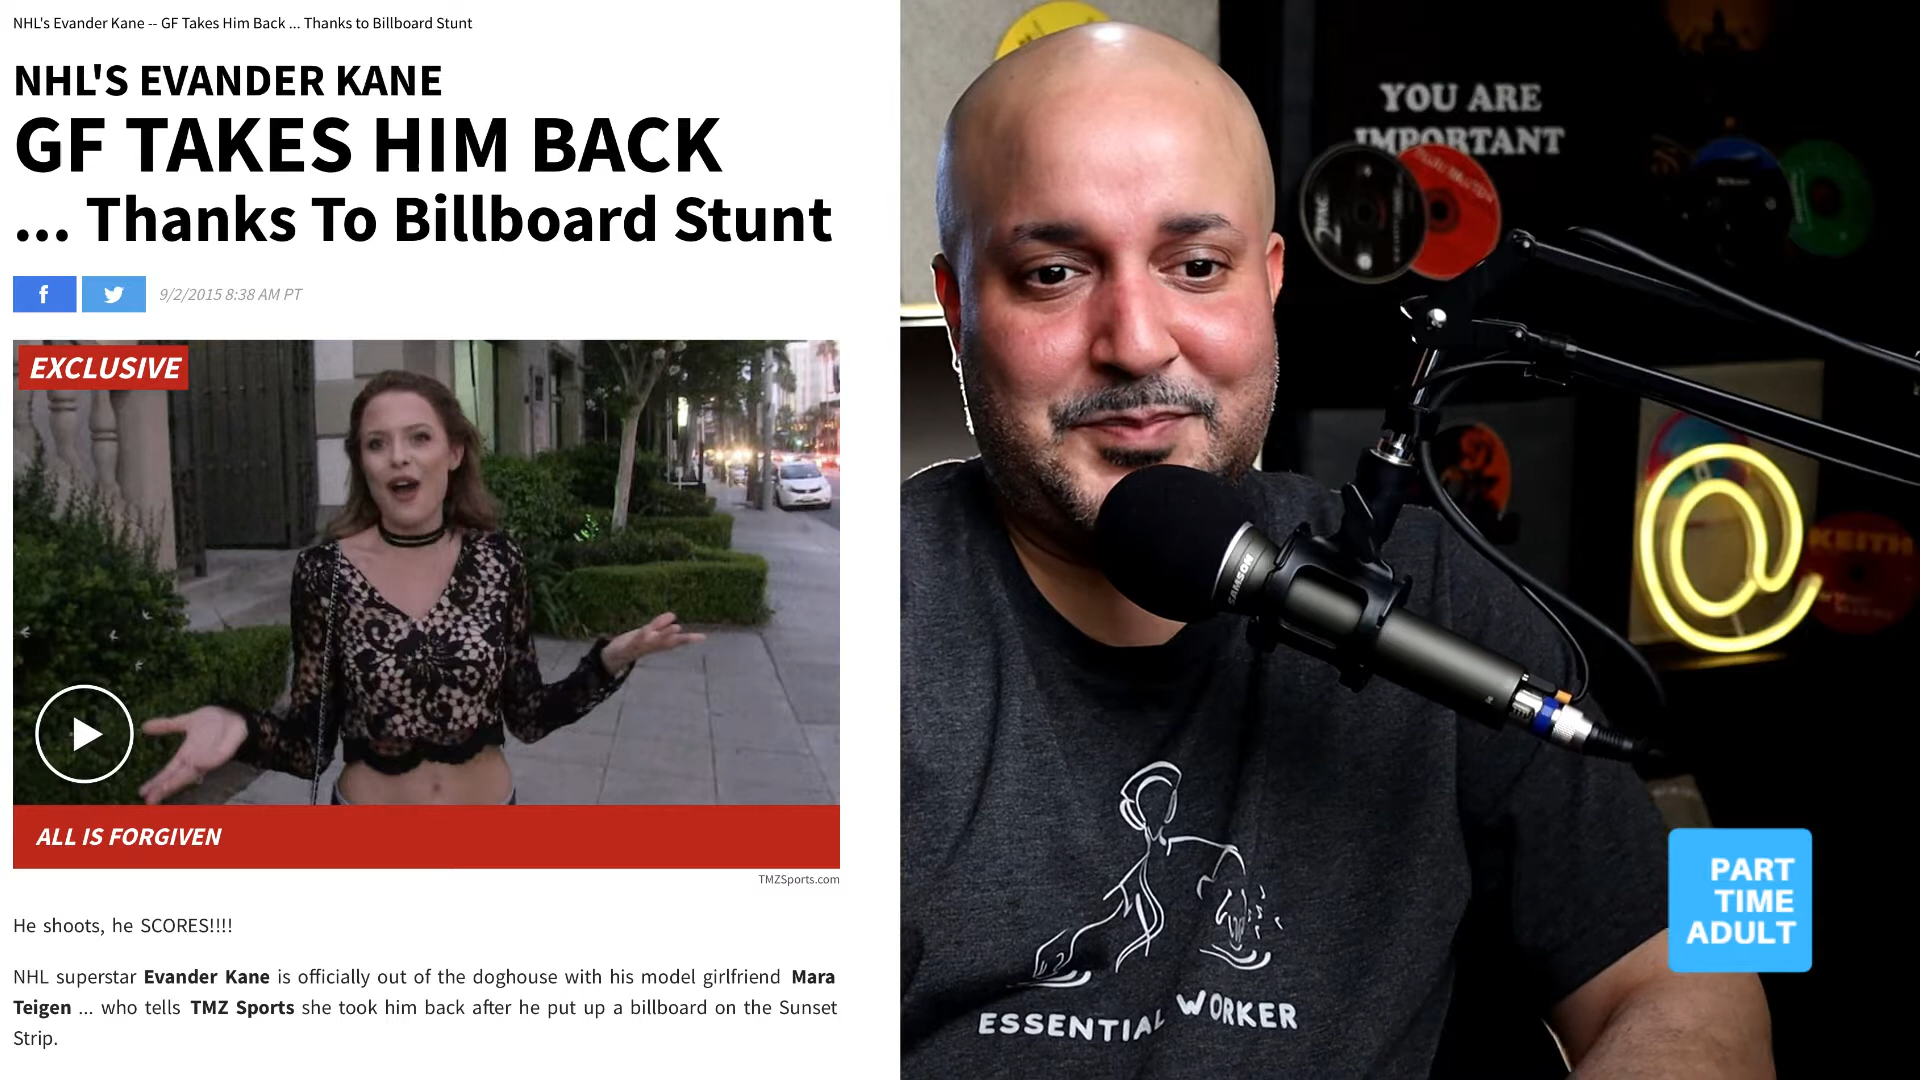 NHL's Evander Kane -- GF Takes Him Back ... Thanks to Billboard Stunt
NHL'S EVANDER KANE
GF TAKES HIM BACK
... Thanks To Billboard Stunt
f
9/2/2015 8:38 AM PT
EXCLUSIVE
ALL IS FORGIVEN
TMZSports.com
He shoots, he SCORES!!!!
NHL superstar Evander Kane is officially out of the doghouse with his model girlfriend Mara
Teigen ... who tells TMZ Sports she took him back after he put up a billboard on the Sunset
Strip.
YOU ARE
IMPORTANT
2PAC
Nikon
SAMSON
@
KEITH
ESSENTIAL WORKER
PART
TIME
ADULT